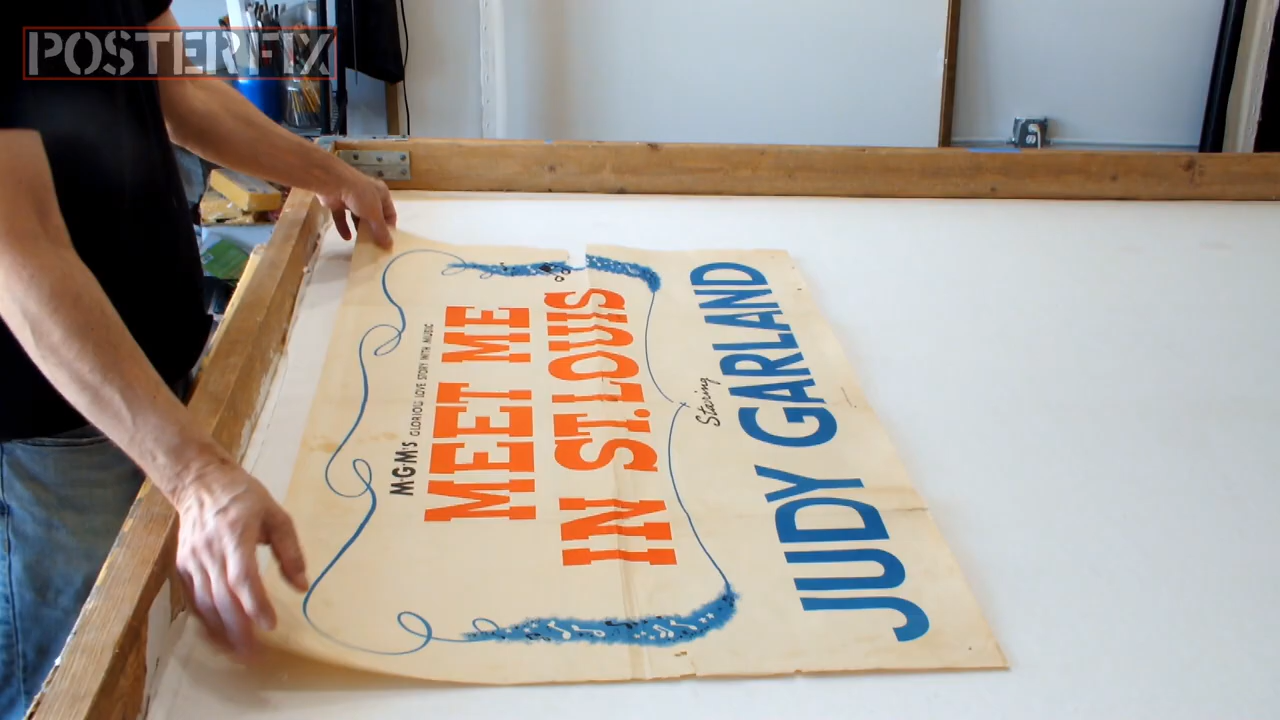 POSTERFIX
M·G·M'S GLORIOUS LOVE STORY WITH MUSIC
MEET ME
IN ST. LOUIS
Starring
JUDY GARLAND